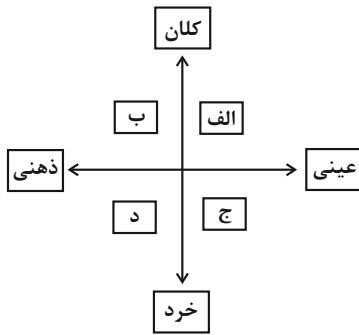 کلان
الف
ب
عینی
ذهنی
ج
د
خرد